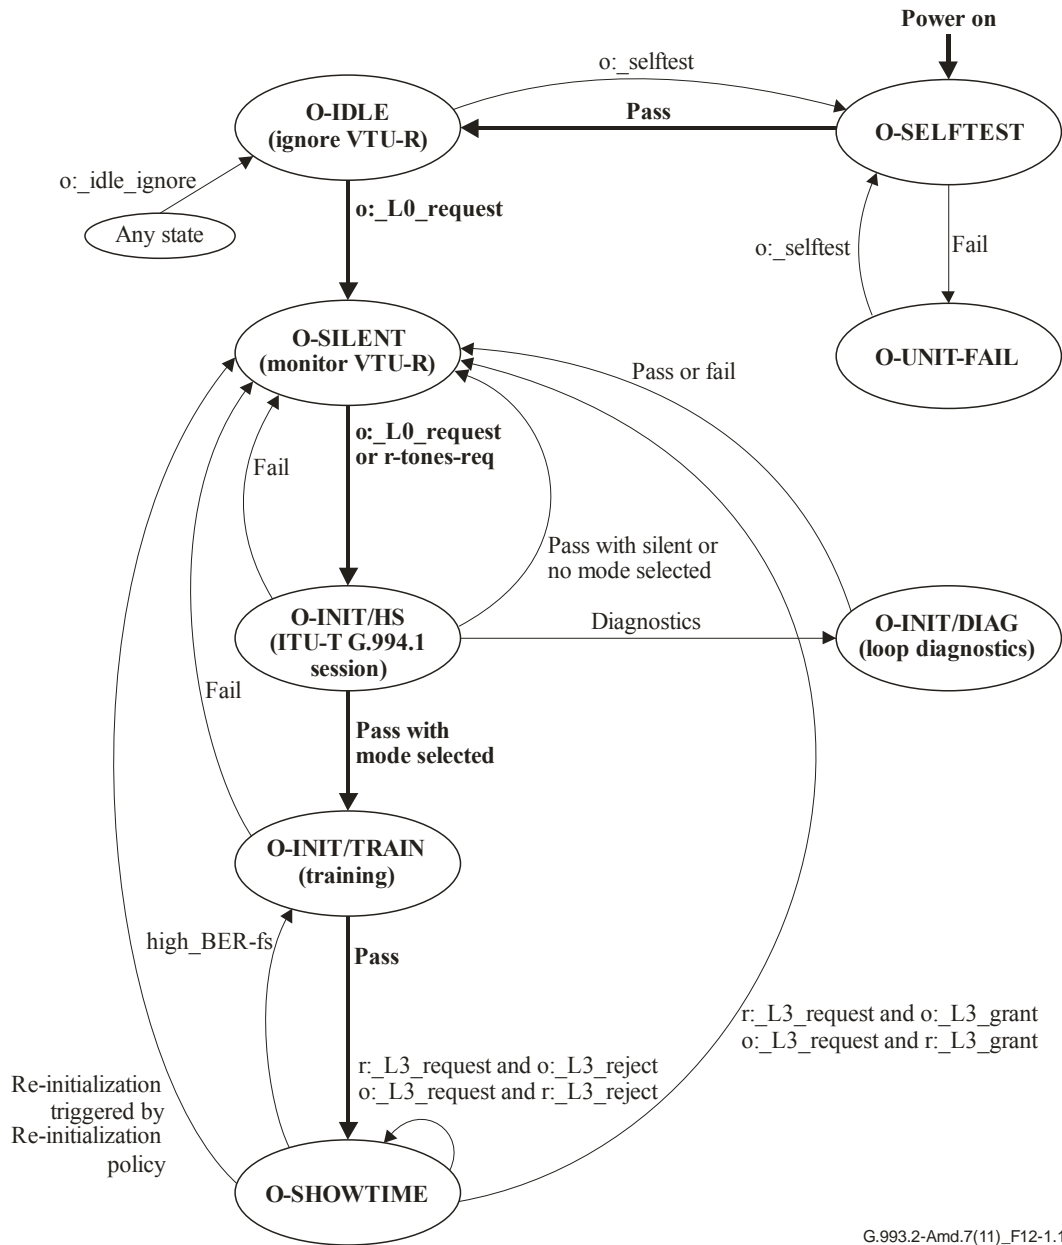 Power on
o:_selftest
O-IDLE
(ignore VTU-R)
Pass
O-SELFTEST
o:_idle_ignore
Any state
o:_L0_request
o:_selftest
Fail
O-SILENT
(monitor VTU-R)
O-UNIT-FAIL
Pass or fail
o:_L0_request
or r-tones-req
Fail
Pass with silent or
no mode selected
O-INIT/HS
(ITU-T G.994.1
session)
Diagnostics
O-INIT/DIAG
(loop diagnostics)
Fail
Pass with
mode selected
O-INIT/TRAIN
(training)
high_BER-fs
Pass
r:_L3_request and o:_L3_grant
o:_L3_request and r:_L3_grant
r:_L3_request and o:_L3_reject
o:_L3_request and r:_L3_reject
Re-initialization
triggered by
Re-initialization
policy
O-SHOWTIME
G.993.2-Amd.7(11)_F12-1.1